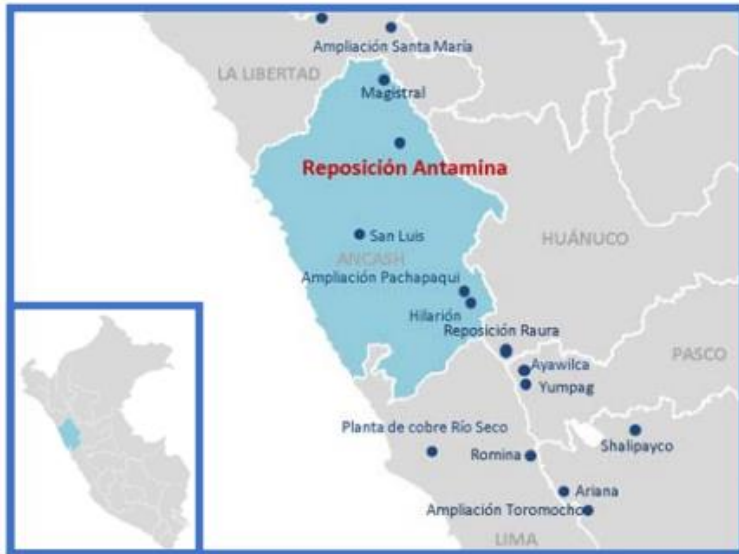 Ampliación Santa María
LA LIBERTAD
Magistral
Reposición Antamina
San Luis
HUÁNUCO
ANCASH
Ampliación Pachapaqui
Hilarión
Reposición Raura
PASCO
Ayawilca
Yumpag
Planta de cobre Río Seco
Shalipayco
Romina
Ariana
Ampliación Toromocho
LIMA